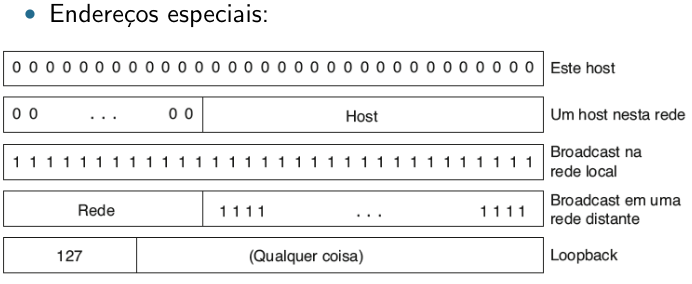 • Endereços especiais:
0 0 0 0 0 0 0 0 0 0 0 0 0 0 0 0 0 0 0 0 0 0 0 0 0 0 0 0 0 0 0 0 Este host
0 0 ... 0 0 Host Um host nesta rede
1 1 1 1 1 1 1 1 1 1 1 1 1 1 1 1 1 1 1 1 1 1 1 1 1 1 1 1 1 1 1 1 Broadcast na
rede local
Rede 1 1 1 1 ... 1 1 1 1 Broadcast em uma
rede distante
127 (Qualquer coisa) Loopback